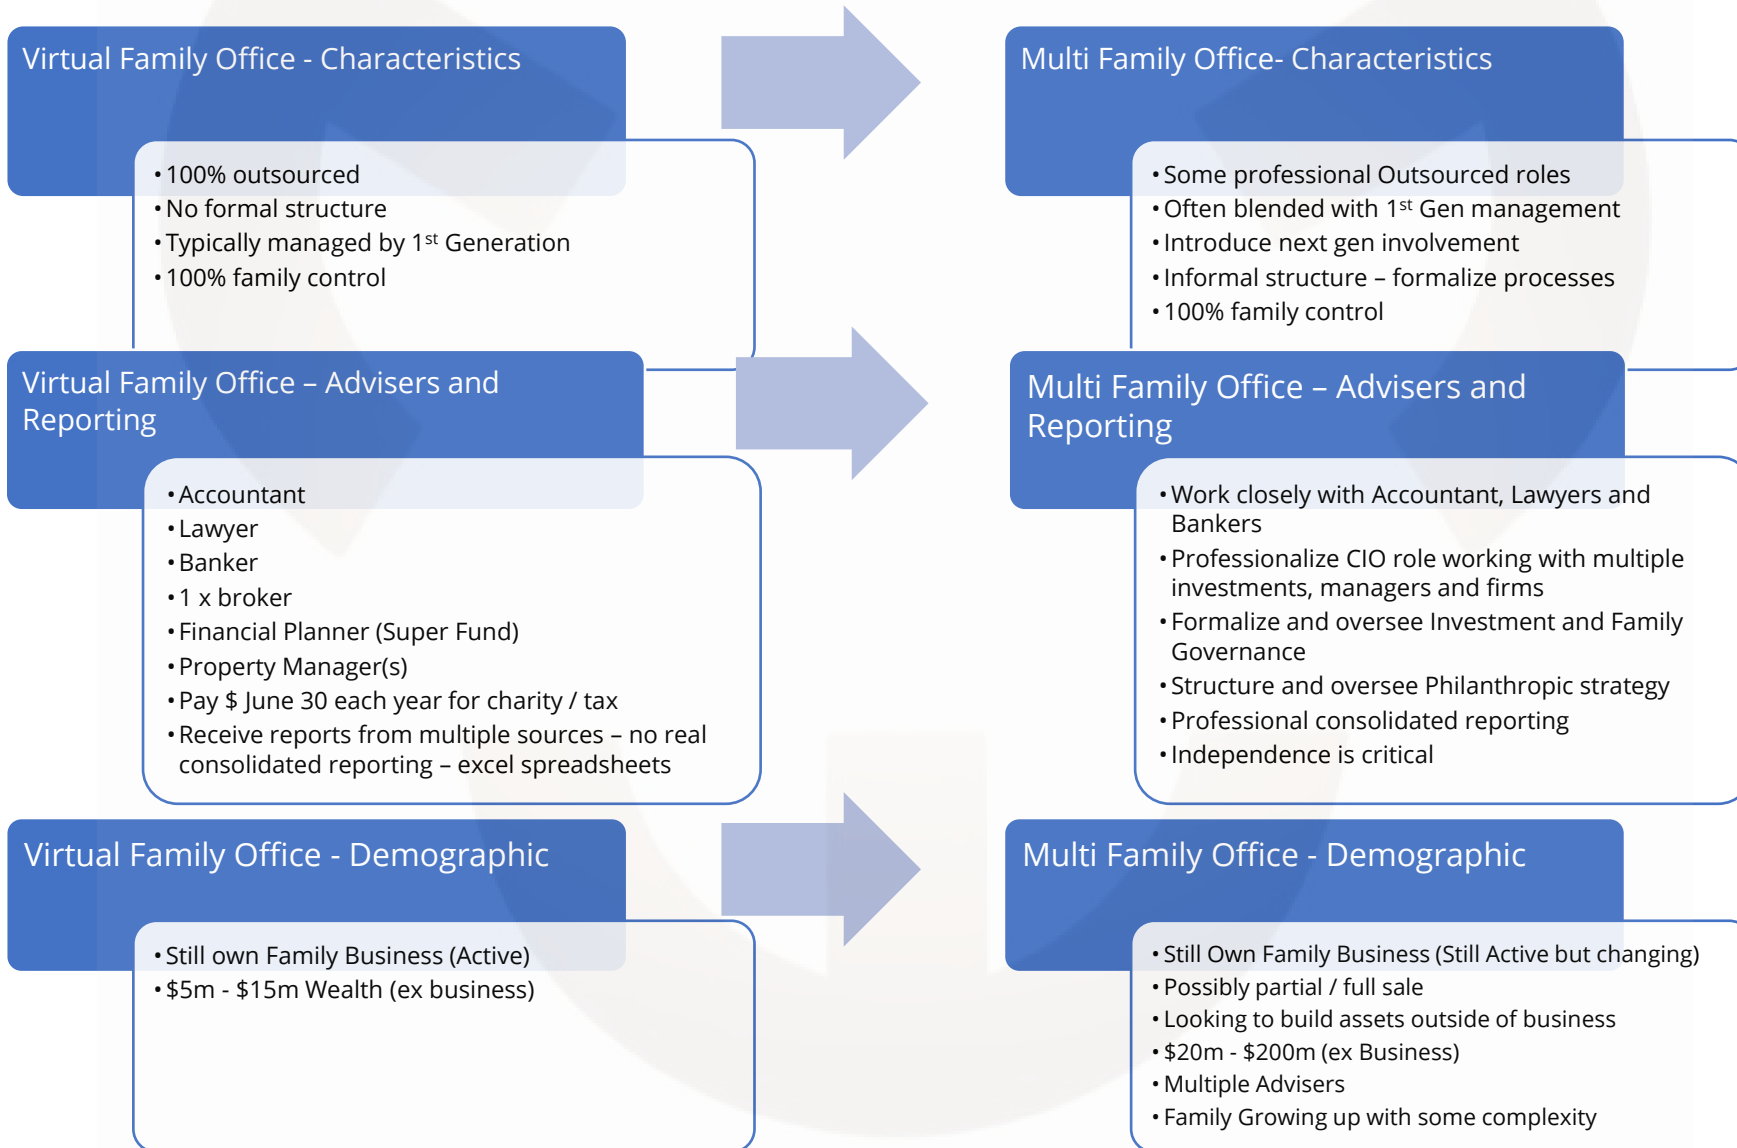 Virtual Family Office - Characteristics
•100% outsourced
•No formal structure
•Typically managed by 1st Generation
•100% family control
Multi Family Office- Characteristics
•Some professional Outsourced roles
•Often blended with 1st Gen management
•Introduce next gen involvement
•Informal structure – formalize processes
•100% family control
Virtual Family Office – Advisers and
Reporting
•Accountant
•Lawyer
•Banker
•1 x broker
•Financial Planner (Super Fund)
•Property Manager(s)
•Pay $ June 30 each year for charity / tax
•Receive reports from multiple sources – no real
consolidated reporting – excel spreadsheets
Multi Family Office – Advisers and
Reporting
•Work closely with Accountant, Lawyers and
Bankers
•Professionalize CIO role working with multiple
investments, managers and firms
•Formalize and oversee Investment and Family
Governance
•Structure and oversee Philanthropic strategy
•Professional consolidated reporting
•Independence is critical
Virtual Family Office - Demographic
•Still own Family Business (Active)
•$5m - $15m Wealth (ex business)
Multi Family Office - Demographic
•Still Own Family Business (Still Active but changing)
•Possibly partial / full sale
•Looking to build assets outside of business
•$20m - $200m (ex Business)
•Multiple Advisers
•Family Growing up with some complexity